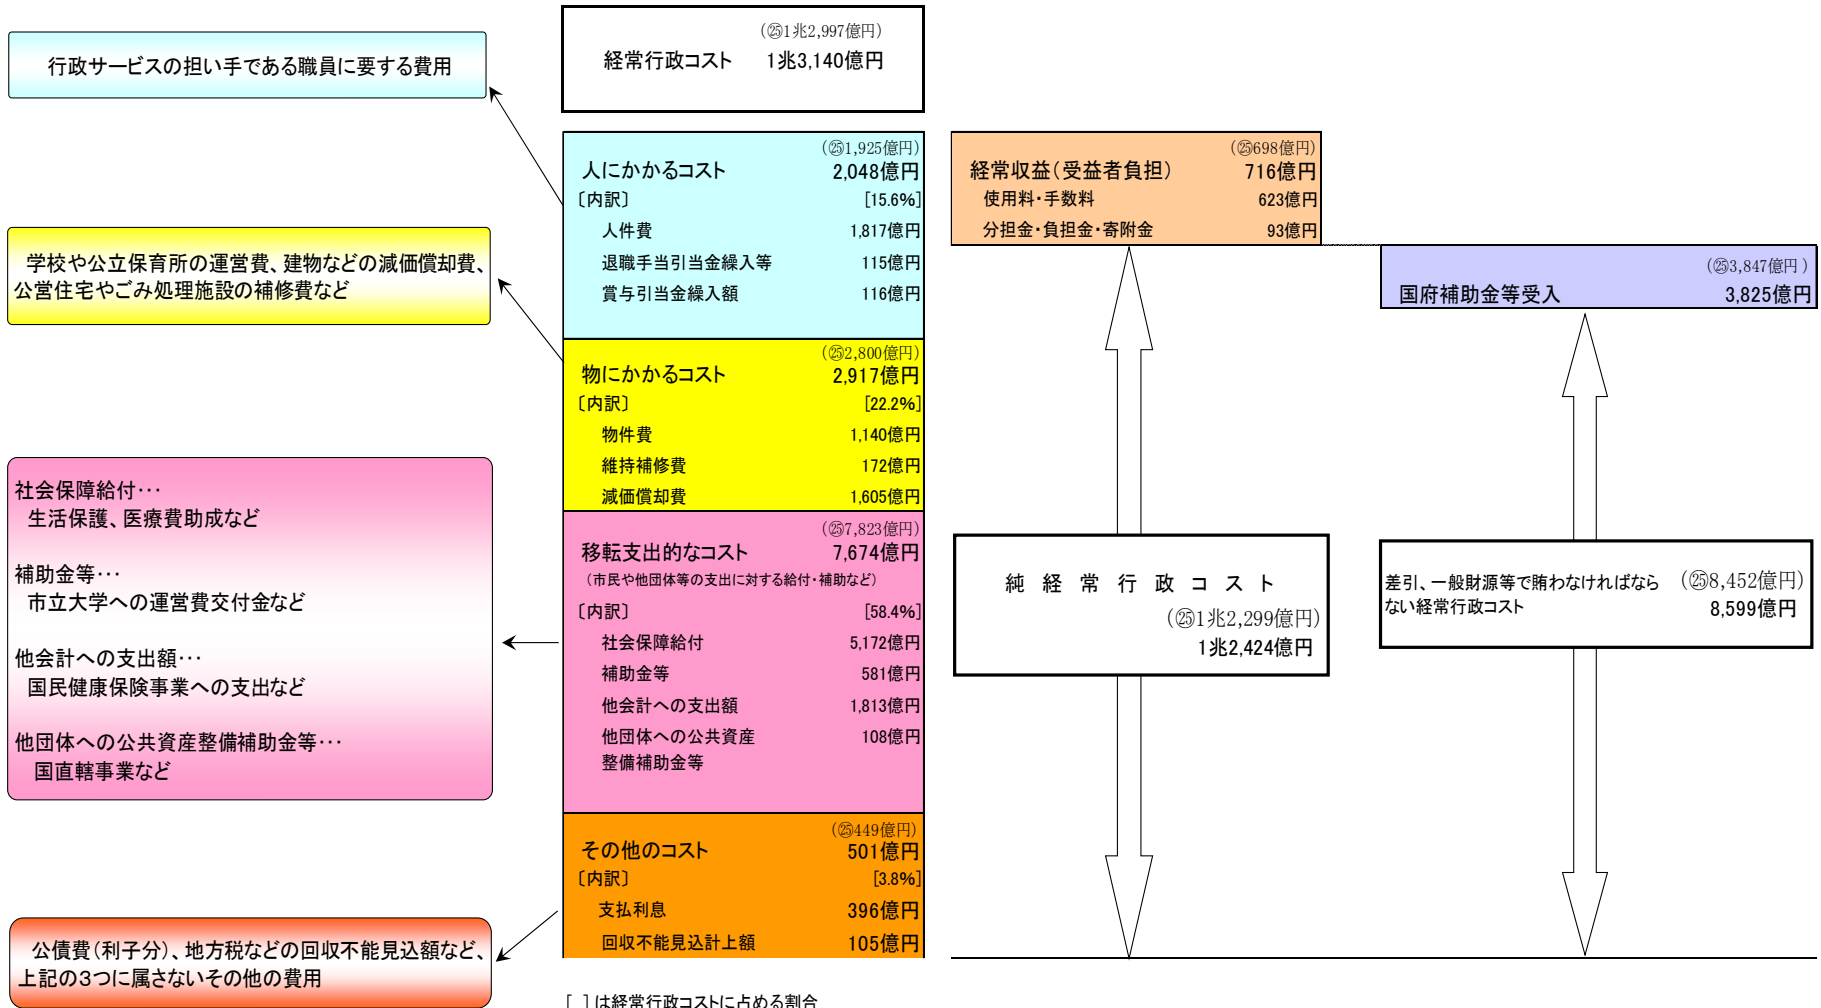 行政サービスの担い手である職員に要する費用
学校や公立保育所の運営費、建物などの減価償却費、
公営住宅やごみ処理施設の補修費など
社会保障給付･･･
生活保護、医療費助成など
補助金等･･･
市立大学への運営費交付金など
他会計への支出額･･･
国民健康保険事業への支出など
他団体への公共資産整備補助金等･･･
国直轄事業など
公債費(利子分)、地方税などの回収不能見込額など、
上記の3つに属さないその他の費用
(㉕1兆2,997億円)
経常行政コスト 1兆3,140億円
(㉕1,925億円)
人にかかるコスト 2,048億円
〔内訳〕 [15.6%]
人件費 1,817億円
退職手当引当金繰入等 115億円
賞与引当金繰入額 116億円
(㉕2,800億円)
物にかかるコスト 2,917億円
〔内訳〕 [22.2%]
物件費 1,140億円
維持補修費 172億円
減価償却費 1,605億円
(㉕7,823億円)
移転支出的なコスト 7,674億円
(市民や他団体等の支出に対する給付・補助など)
〔内訳〕 [58.4%]
社会保障給付 5,172億円
補助金等 581億円
他会計への支出額 1,813億円
他団体への公共資産 108億円
整備補助金等
(㉕449億円)
その他のコスト 501億円
〔内訳〕 [3.8%]
支払利息 396億円
回収不能見込計上額 105億円
[ ]は経常行政コストに占める割合
(㉕698億円)
経常収益(受益者負担) 716億円
使用料・手数料 623億円
分担金・負担金・寄附金 93億円
(㉕3,847億円)
国府補助金等受入 3,825億円
純経常行政コスト
(㉕1兆2,299億円)
1兆2,424億円
差引、一般財源等で賄わなければなら (㉕8,452億円)
ない経常行政コスト 8,599億円